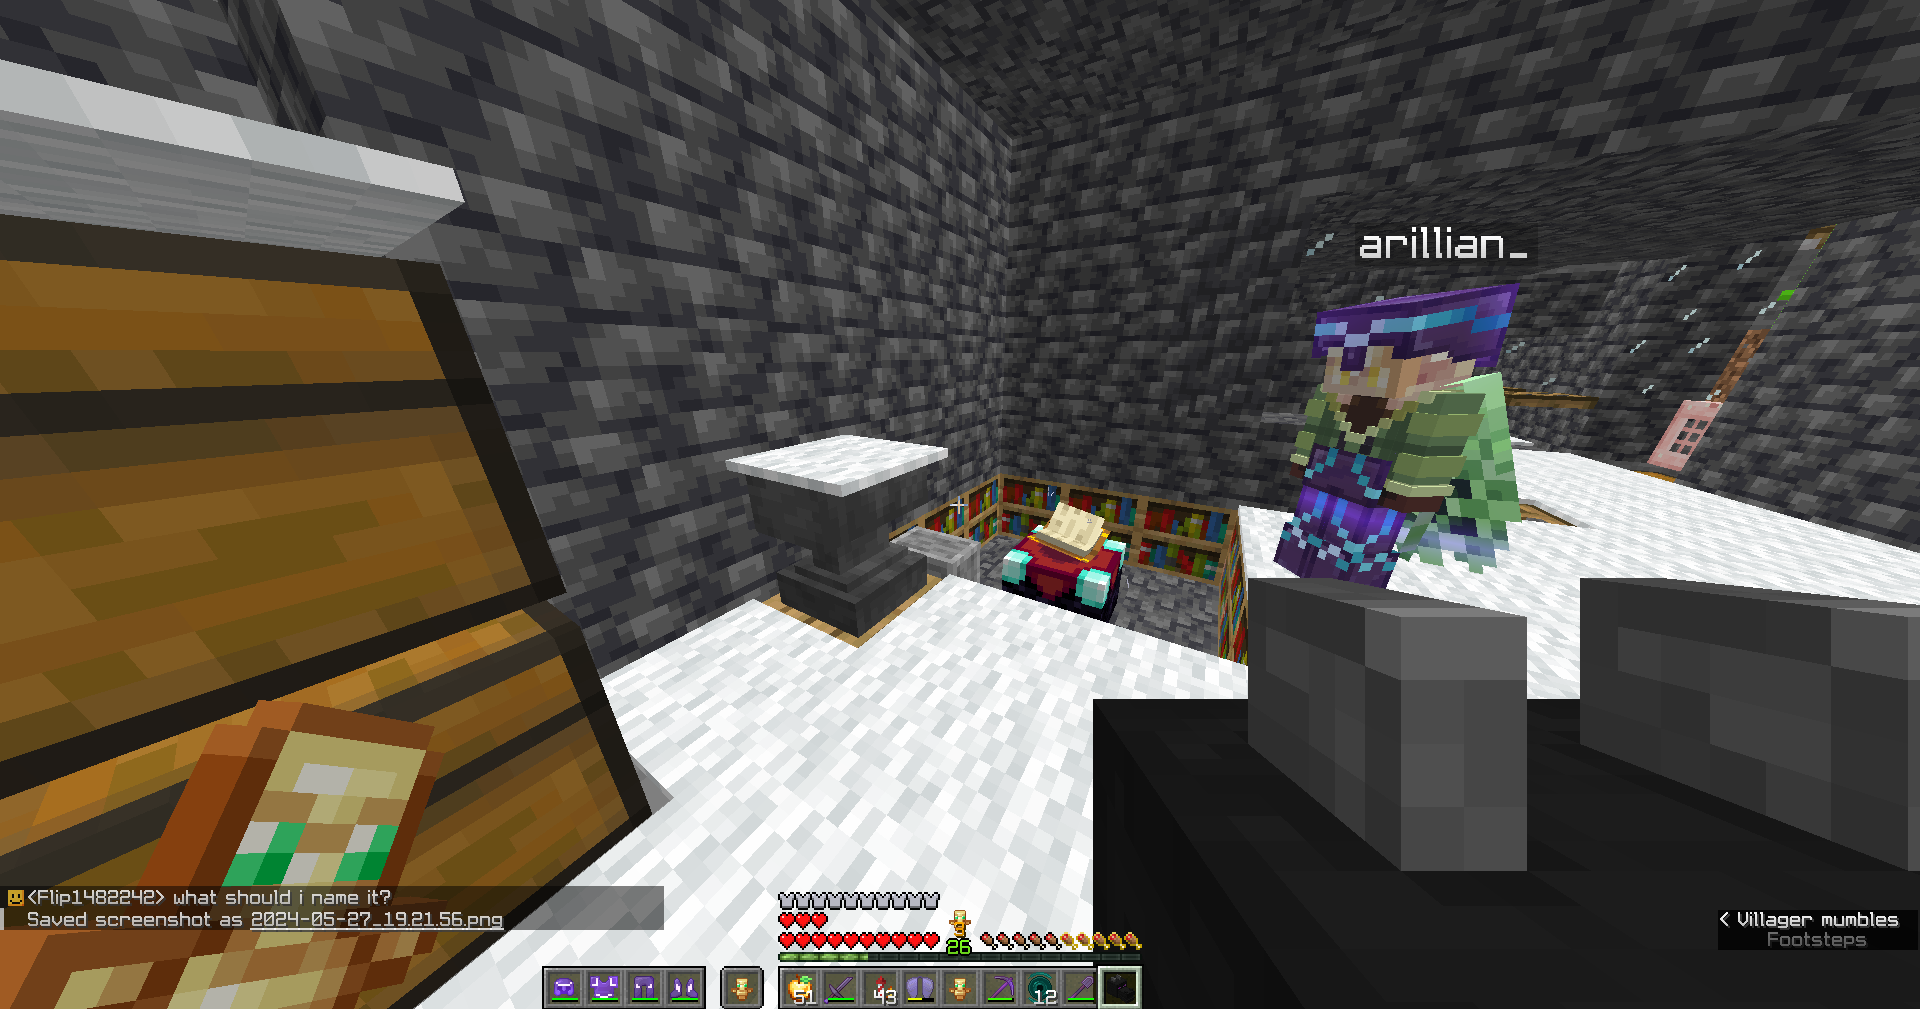 arillian_
<Flip1482242> what should i name it?
Saved screenshot as 2024-05-27_19.21.56.png
< Villager mumbles
Footsteps
3
26
51
43
12